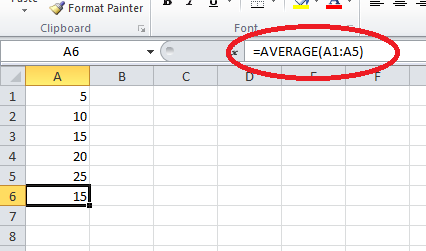 Format Painter
Clipboard
Font
A6
=AVERAGE(A1:A5)
A B C D E F
1 5
2 10
3 15
4 20
5 25
6 15
7
8